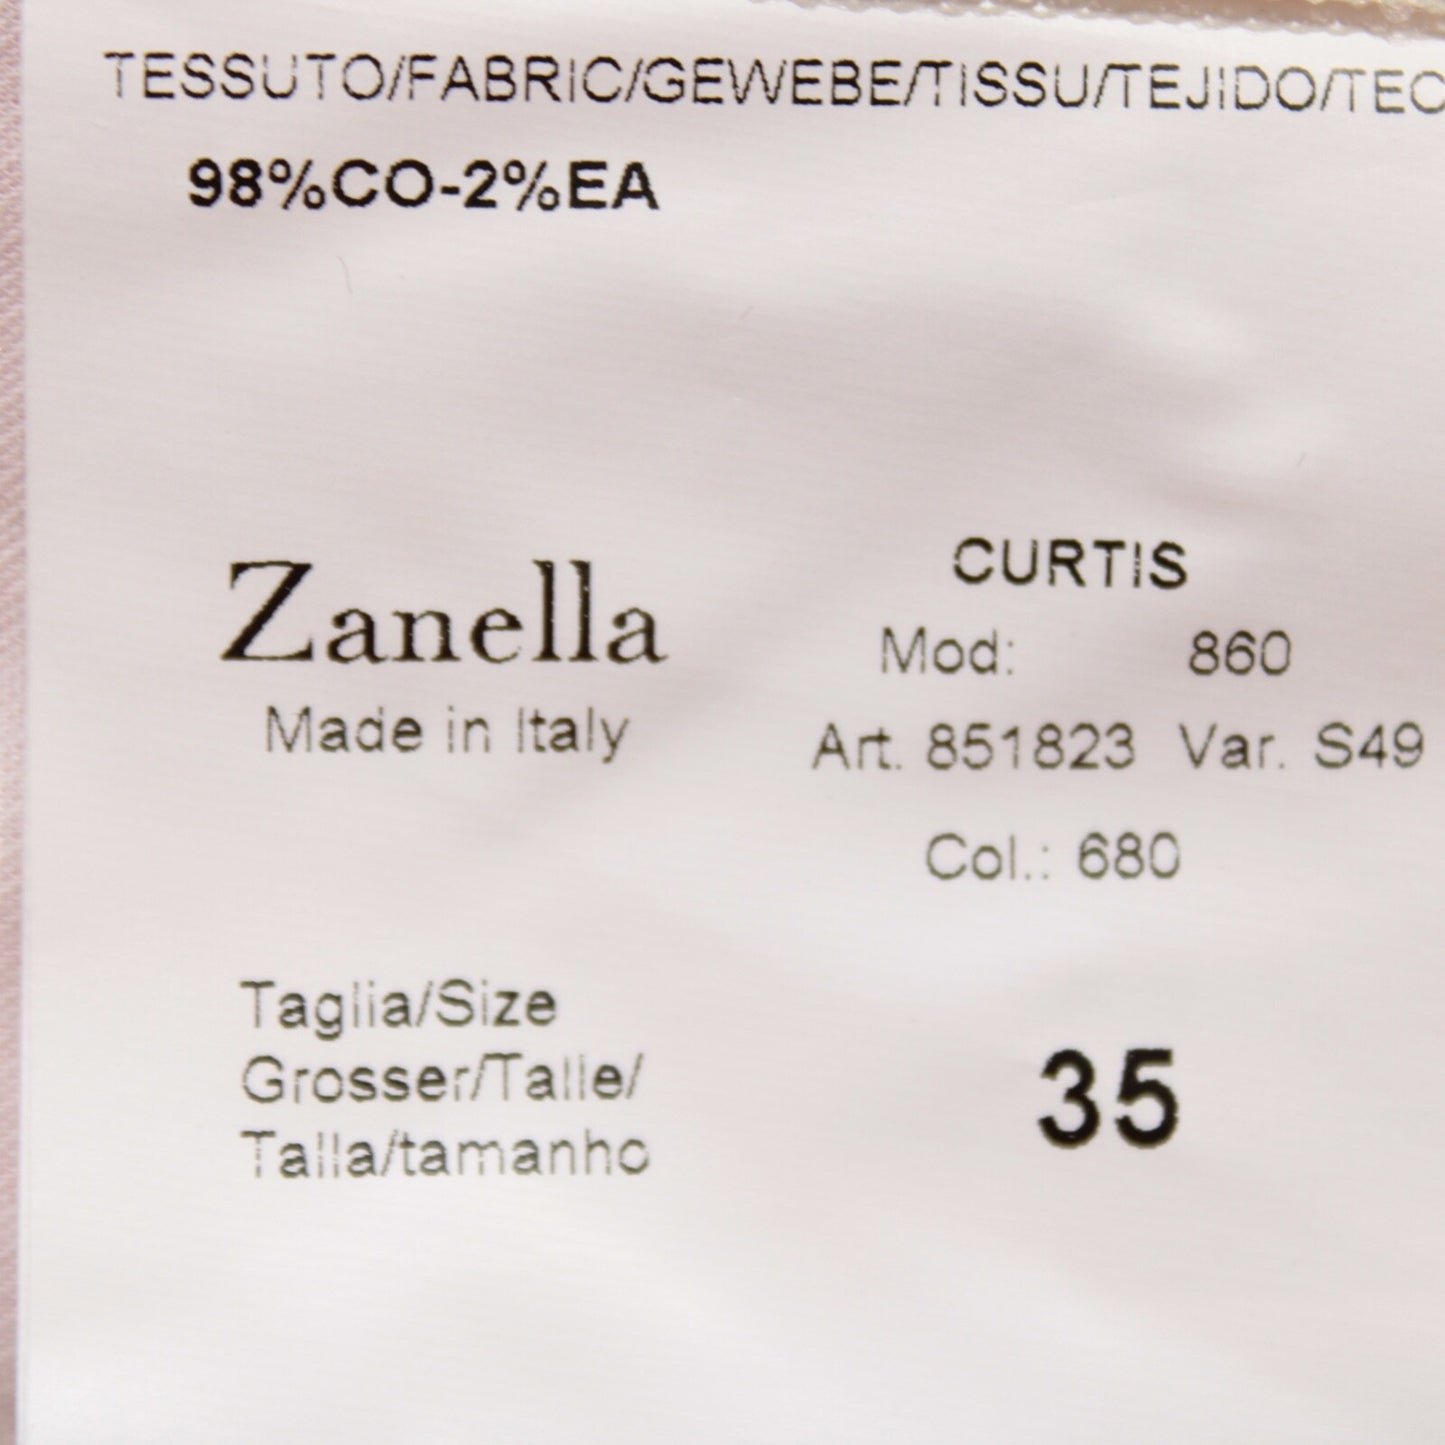 TESSUTO/FABRIC/GEWEBE/TISSU/TEJIDO/TEC
98%CO-2%EA
Zanella
Made in Italy
CURTIS
Mod: 860
Art. 851823 Var. S49
Col.: 680
Taglia/Size
Grosser/Talle/
Talla/tamanho
35